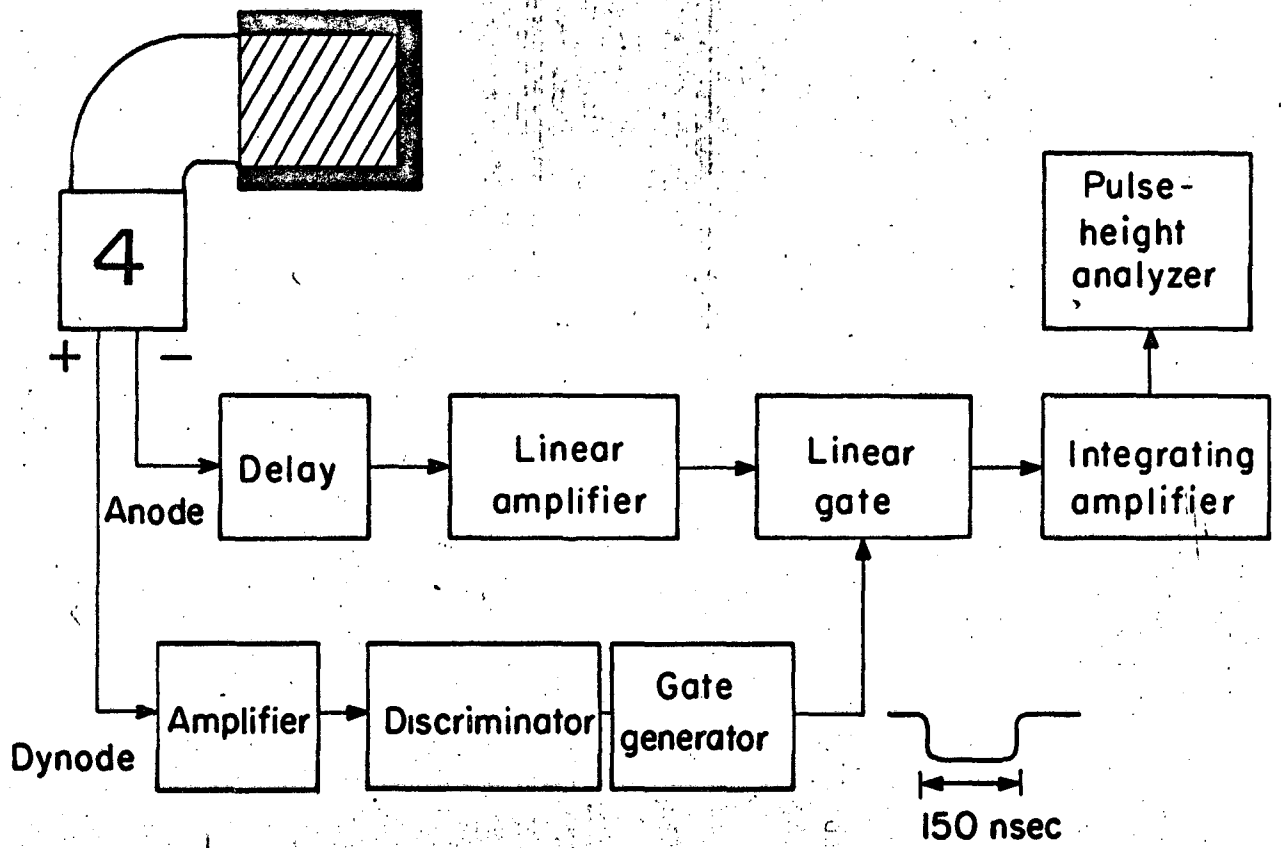 4
+ −
Pulse-
height
analyzer
Delay
Linear
amplifier
Linear
gate
Integrating
amplifier
Anode
Amplifier
Discriminator
Gate
generator
Dynode
150 nsec